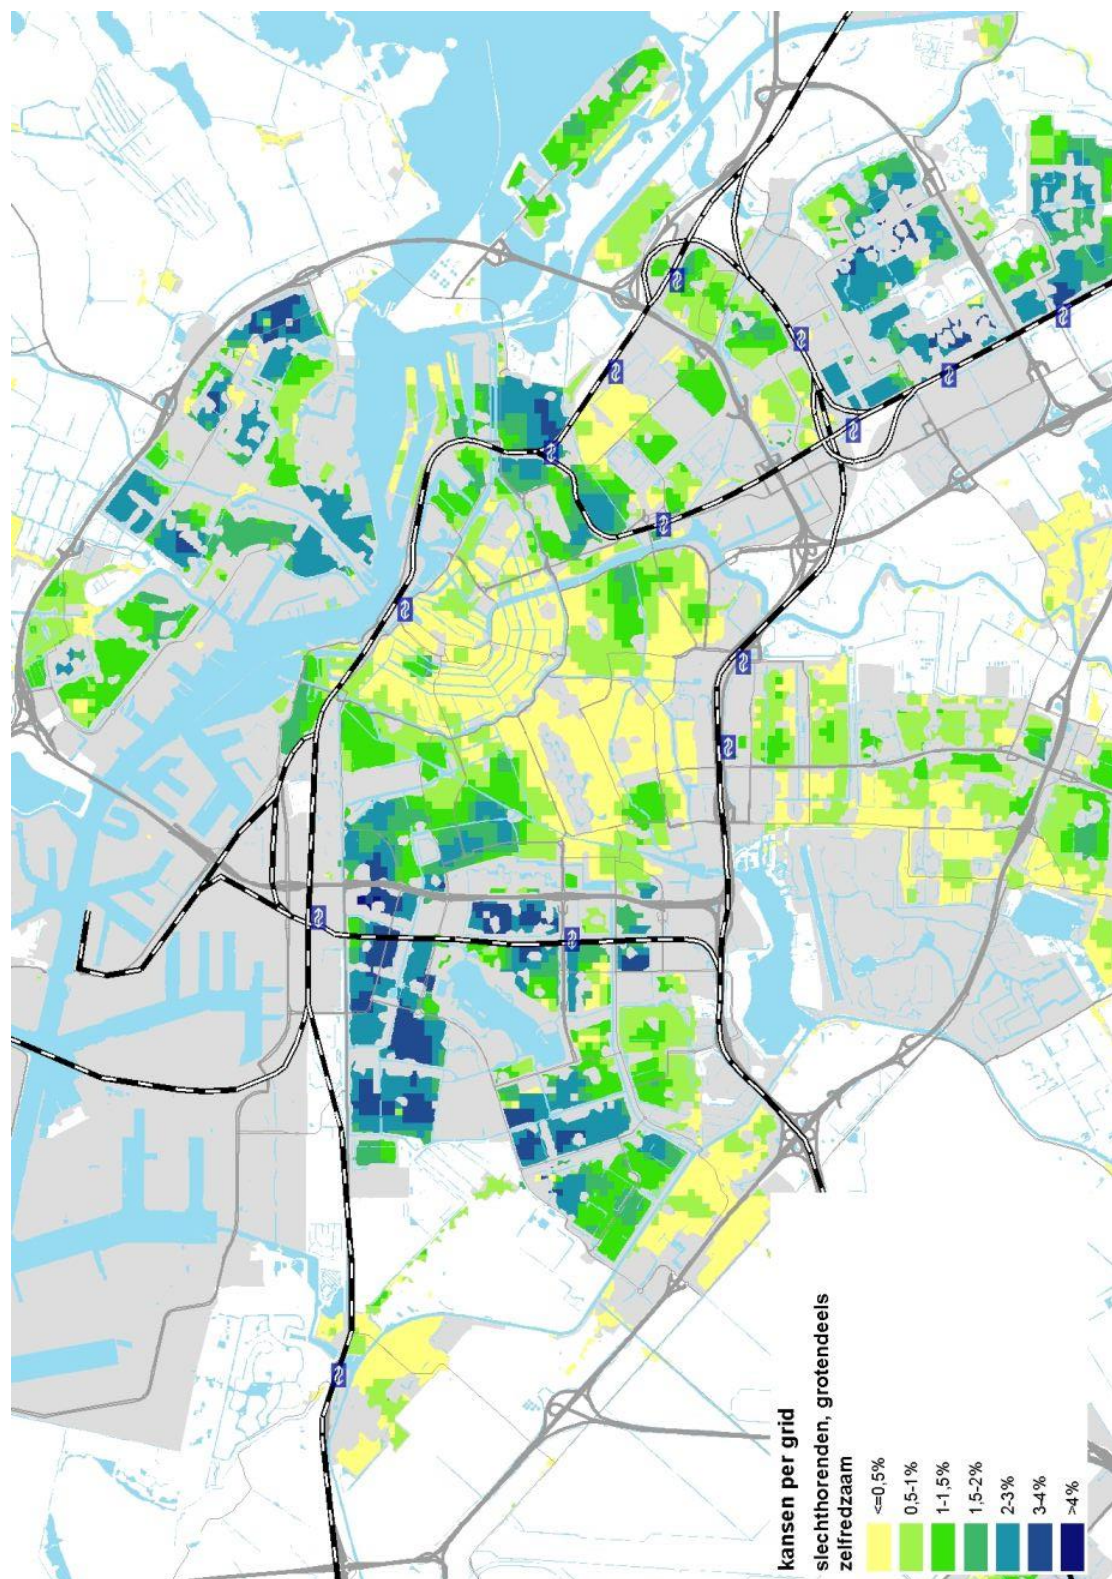 kansen per grid
slechthorenden, grotendeels
zelfredzaam
<=0,5%
0,5-1%
1-1,5%
1,5-2%
2-3%
3-4%
>4%